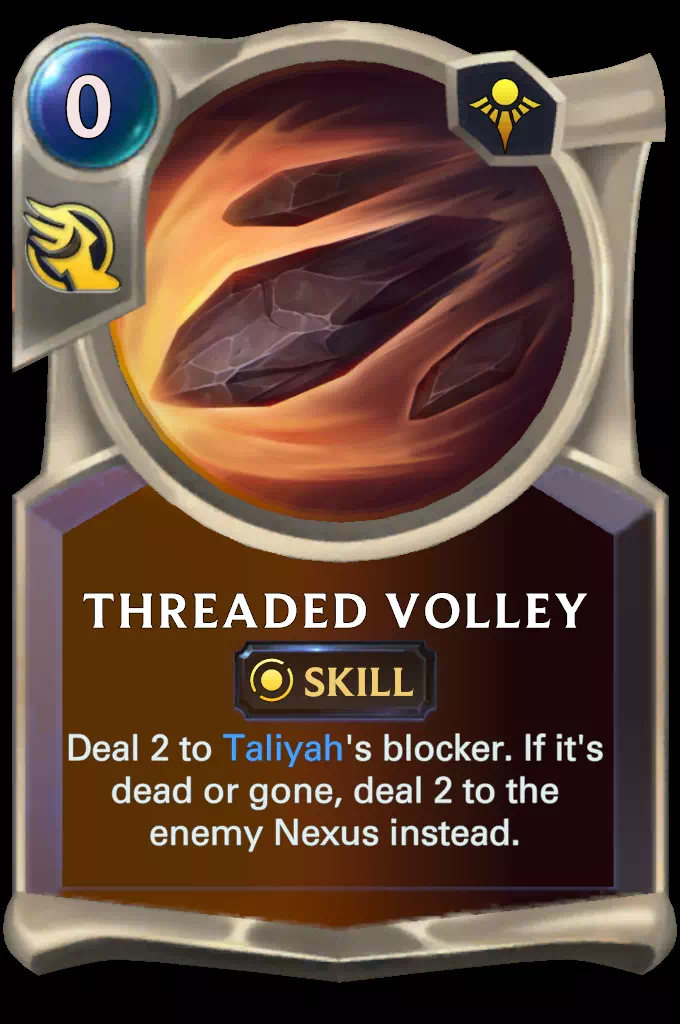 0
THREADED VOLLEY
SKILL
Deal 2 to Taliyah's blocker. If it's
dead or gone, deal 2 to the
enemy Nexus instead.